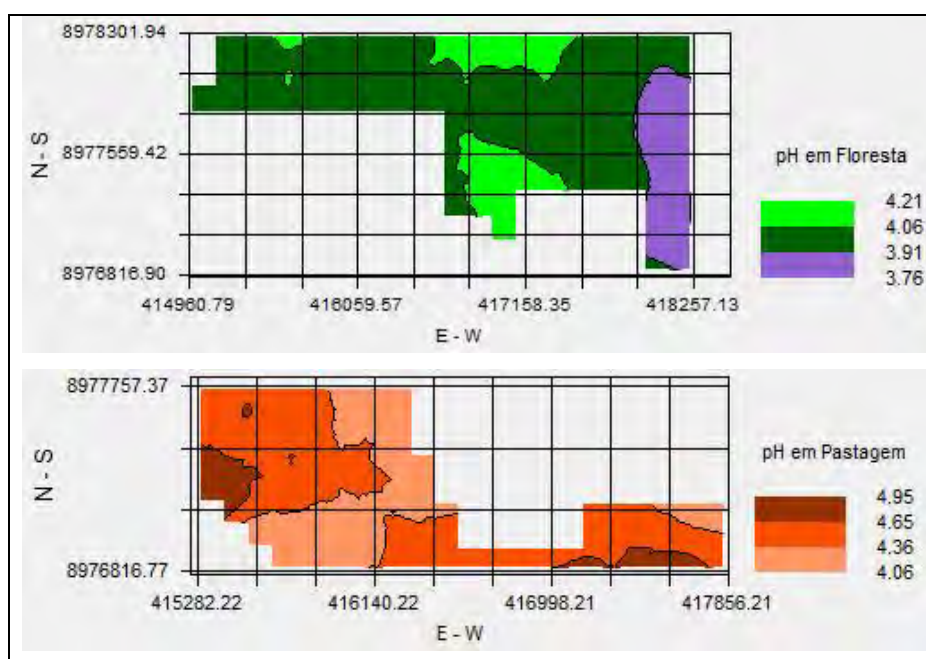 8978301.94
8977559.42
8976816.90
N - S
414960.79 416059.57 417158.35 418257.13
E - W
pH em Floresta
4.21
4.06
3.91
3.76
8977757.37
8976816.77
N - S
415282.22 416140.22 416998.21 417856.21
E - W
pH em Pastagem
4.95
4.65
4.36
4.06